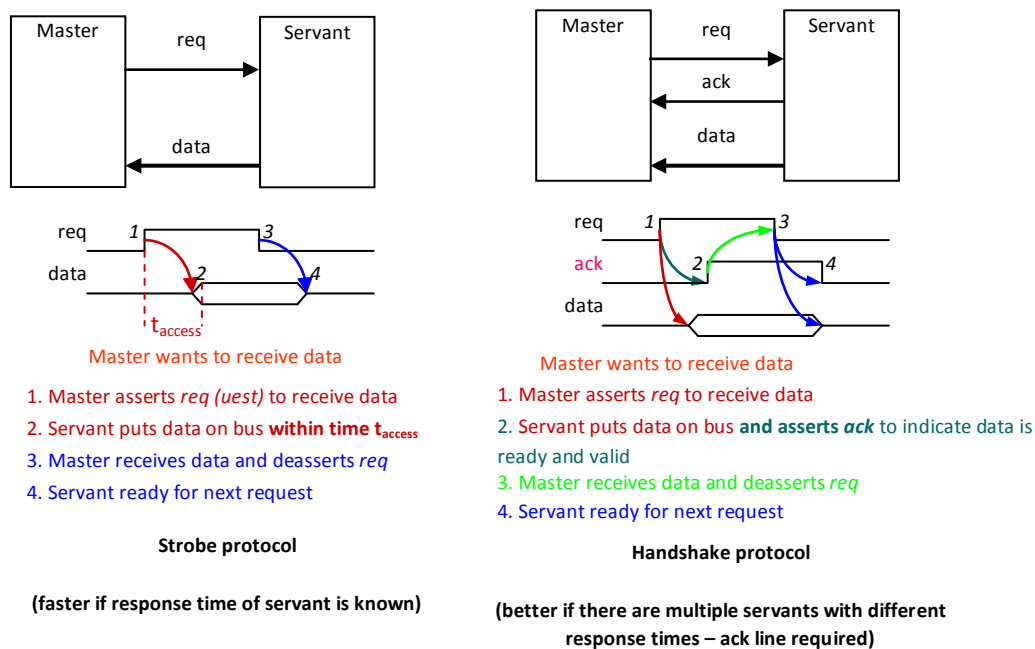 Master
req
Servant
data
req
1
3
data
2
4
taccess
Master wants to receive data
1. Master asserts req (uest) to receive data
2. Servant puts data on bus within time taccess
3. Master receives data and deasserts req
4. Servant ready for next request
Strobe protocol
(faster if response time of servant is known)
Master
req
Servant
ack
data
req
1
3
ack
2
4
data
Master wants to receive data
1. Master asserts req to receive data
2. Servant puts data on bus and asserts ack to indicate data is
ready and valid
3. Master receives data and deasserts req
4. Servant ready for next request
Handshake protocol
(better if there are multiple servants with different
response times – ack line required)